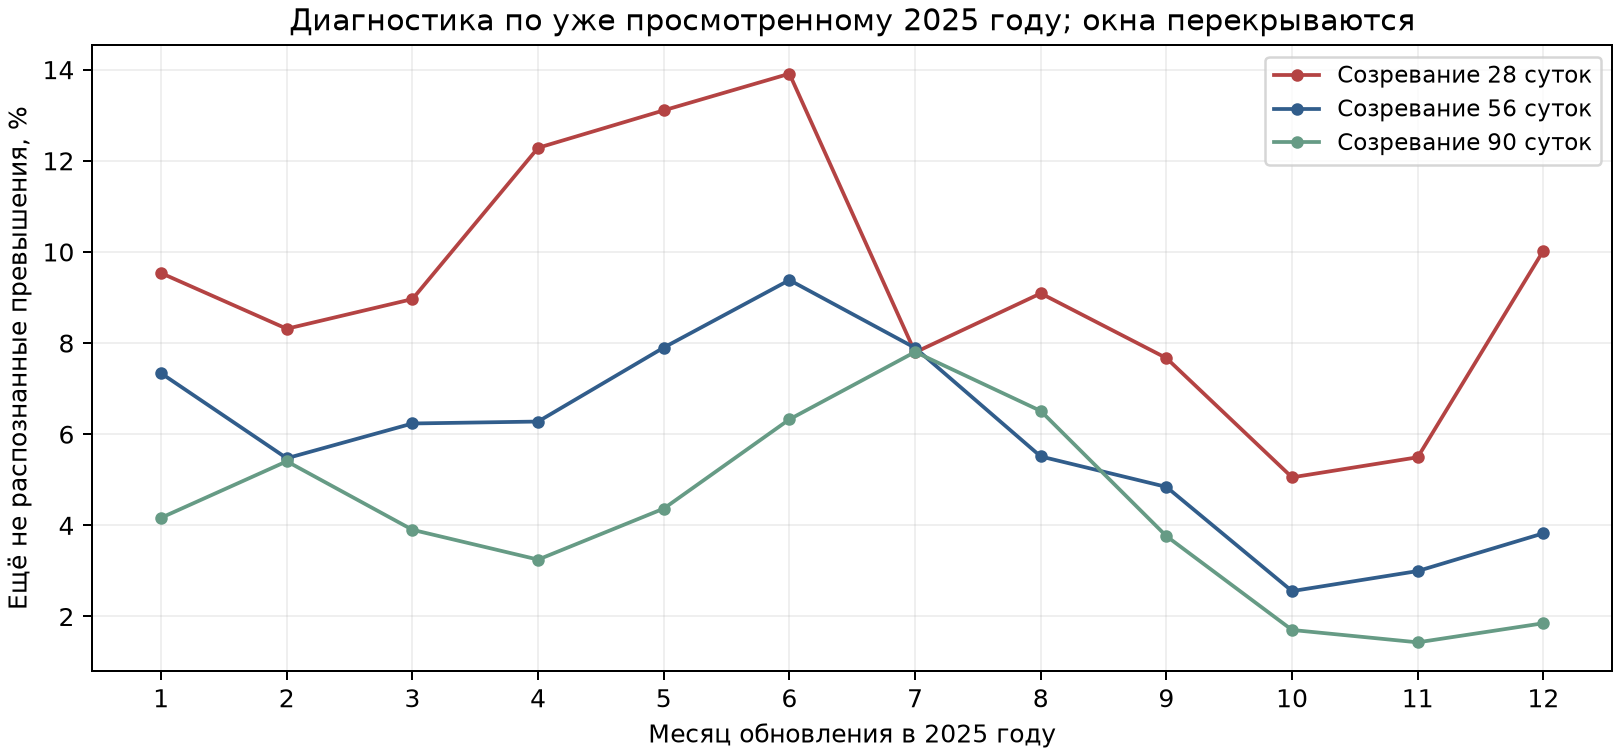 Диагностика по уже просмотренному 2025 году; окна перекрываются
Созревание 28 суток
Созревание 56 суток
Созревание 90 суток
Ещё не распознанные превышения, %
14
12
10
8
6
4
2
1 2 3 4 5 6 7 8 9 10 11 12
Месяц обновления в 2025 году